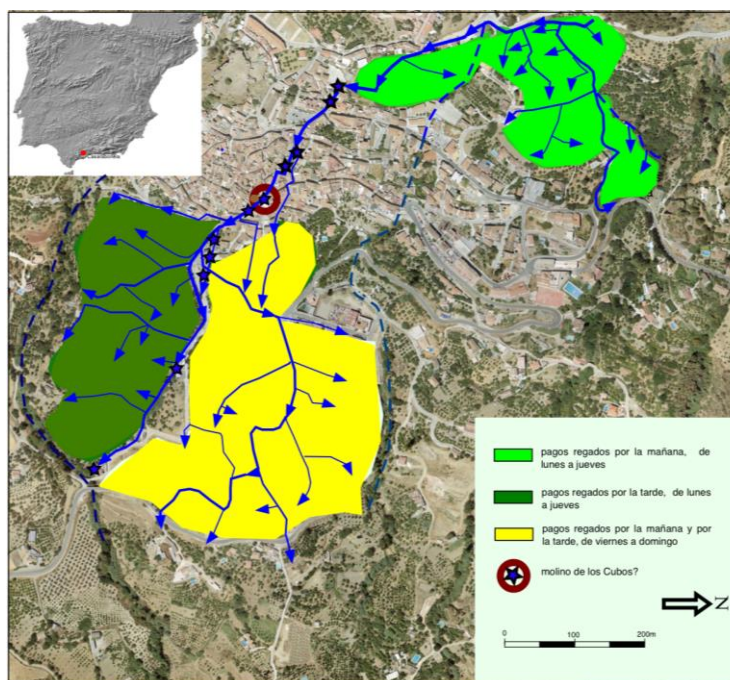 pagos regados por la mañana, de
lunes a jueves
pagos regados por la tarde, de lunes
a jueves
pagos regados por la mañana y por
la tarde, de viernes a domingo
molino de los Cubos?
N
0 100 200m